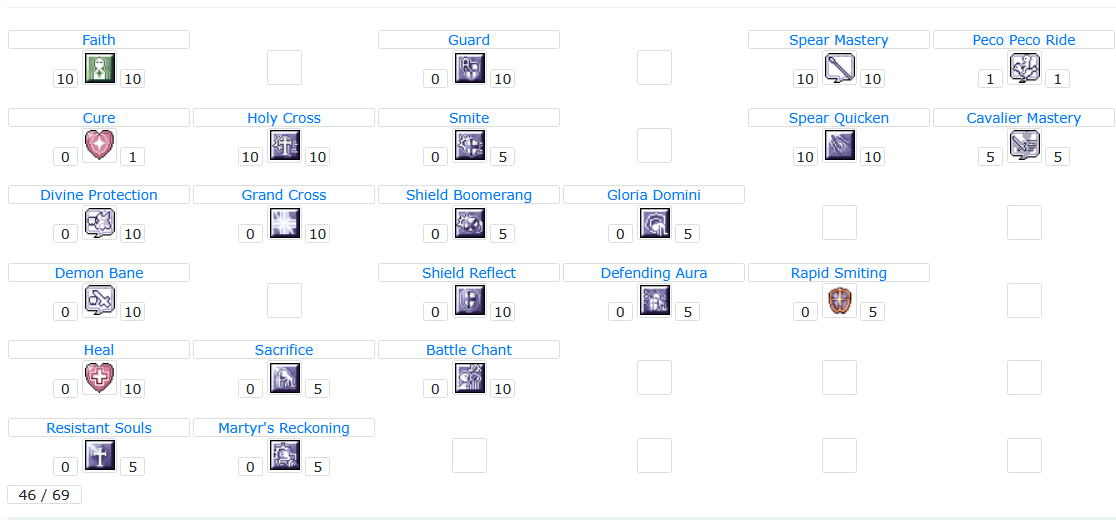 Faith Guard Spear Mastery Peco Peco Ride
10 10 0 10 10 10 1 1
Cure Holy Cross Smite Spear Quicken Cavalier Mastery
0 1 10 10 0 5 10 10 5 5
Divine Protection Grand Cross Shield Boomerang Gloria Domini
0 10 0 10 0 5 0 5
Demon Bane Shield Reflect Defending Aura Rapid Smiting
0 10 0 10 0 5 0 5
Heal Sacrifice Battle Chant
0 10 0 5 0 10
Resistant Souls Martyr's Reckoning
0 5 0 5
46 / 69